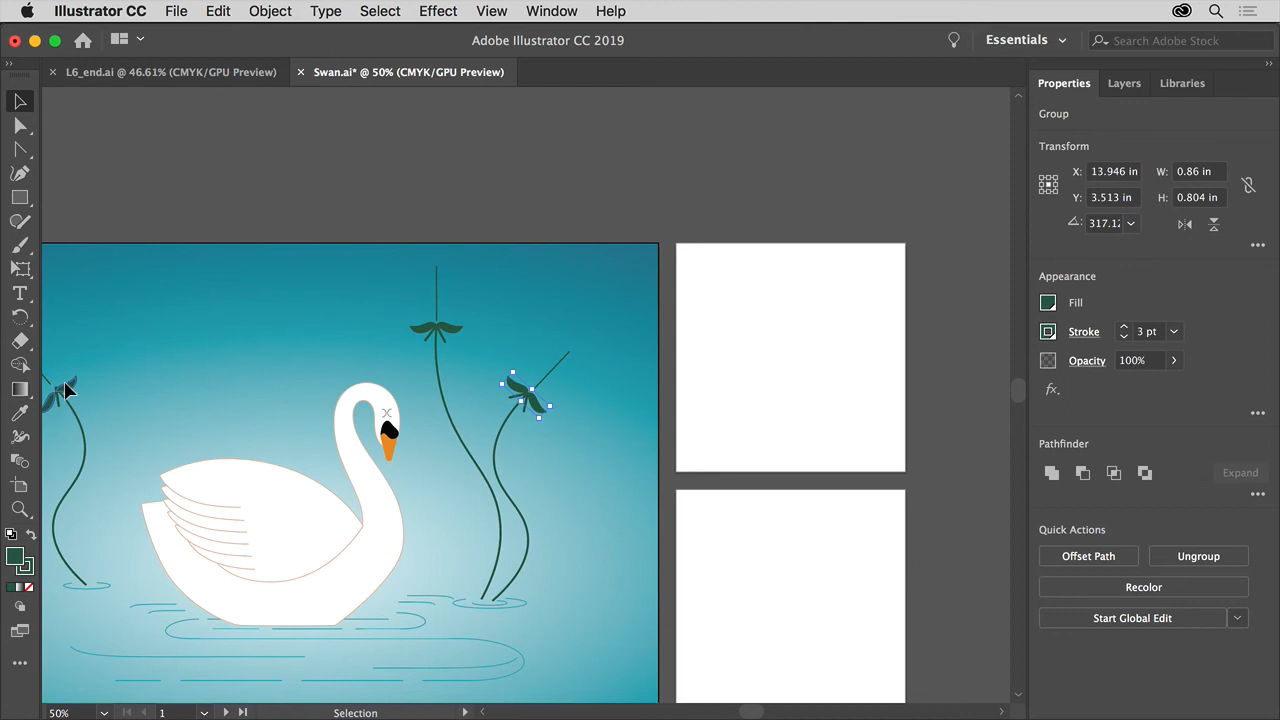 Illustrator CC File Edit Object Type Select Effect View Window Help
Adobe Illustrator CC 2019
Essentials
Search Adobe Stock
L6_end.ai @ 46.61% (CMYK/GPU Preview)
Swan.ai* @ 50% (CMYK/GPU Preview)
Properties Layers Libraries
Group
Transform
X: 13.946 in W: 0.86 in
Y: 3.513 in H: 0.804 in
317.12
Appearance
Fill
Stroke 3 pt
Opacity 100%
fx.
Pathfinder
Expand
Quick Actions
Offset Path Ungroup
Recolor
Start Global Edit
50% 1 Selection